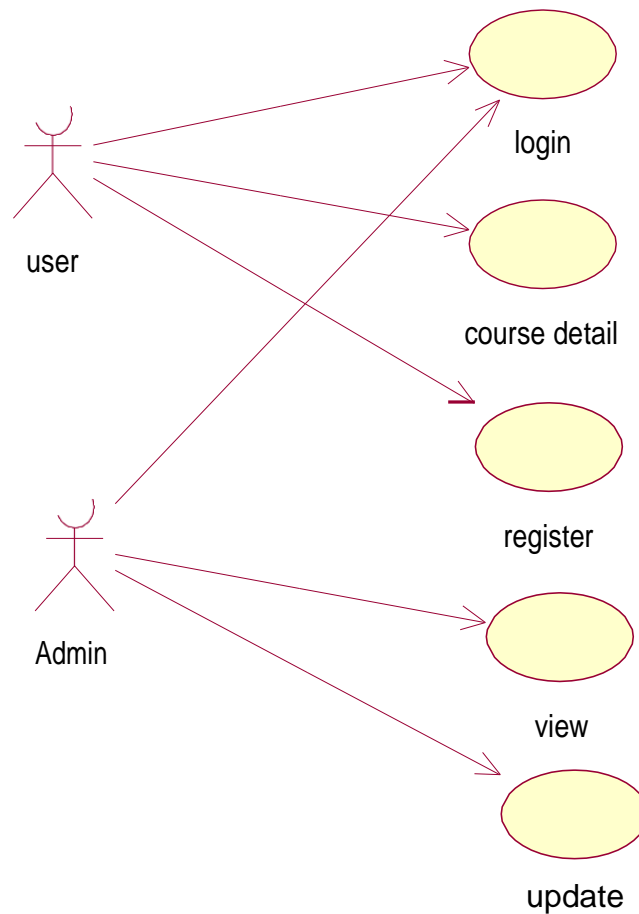 login
user
course detail
register
Admin
view
update